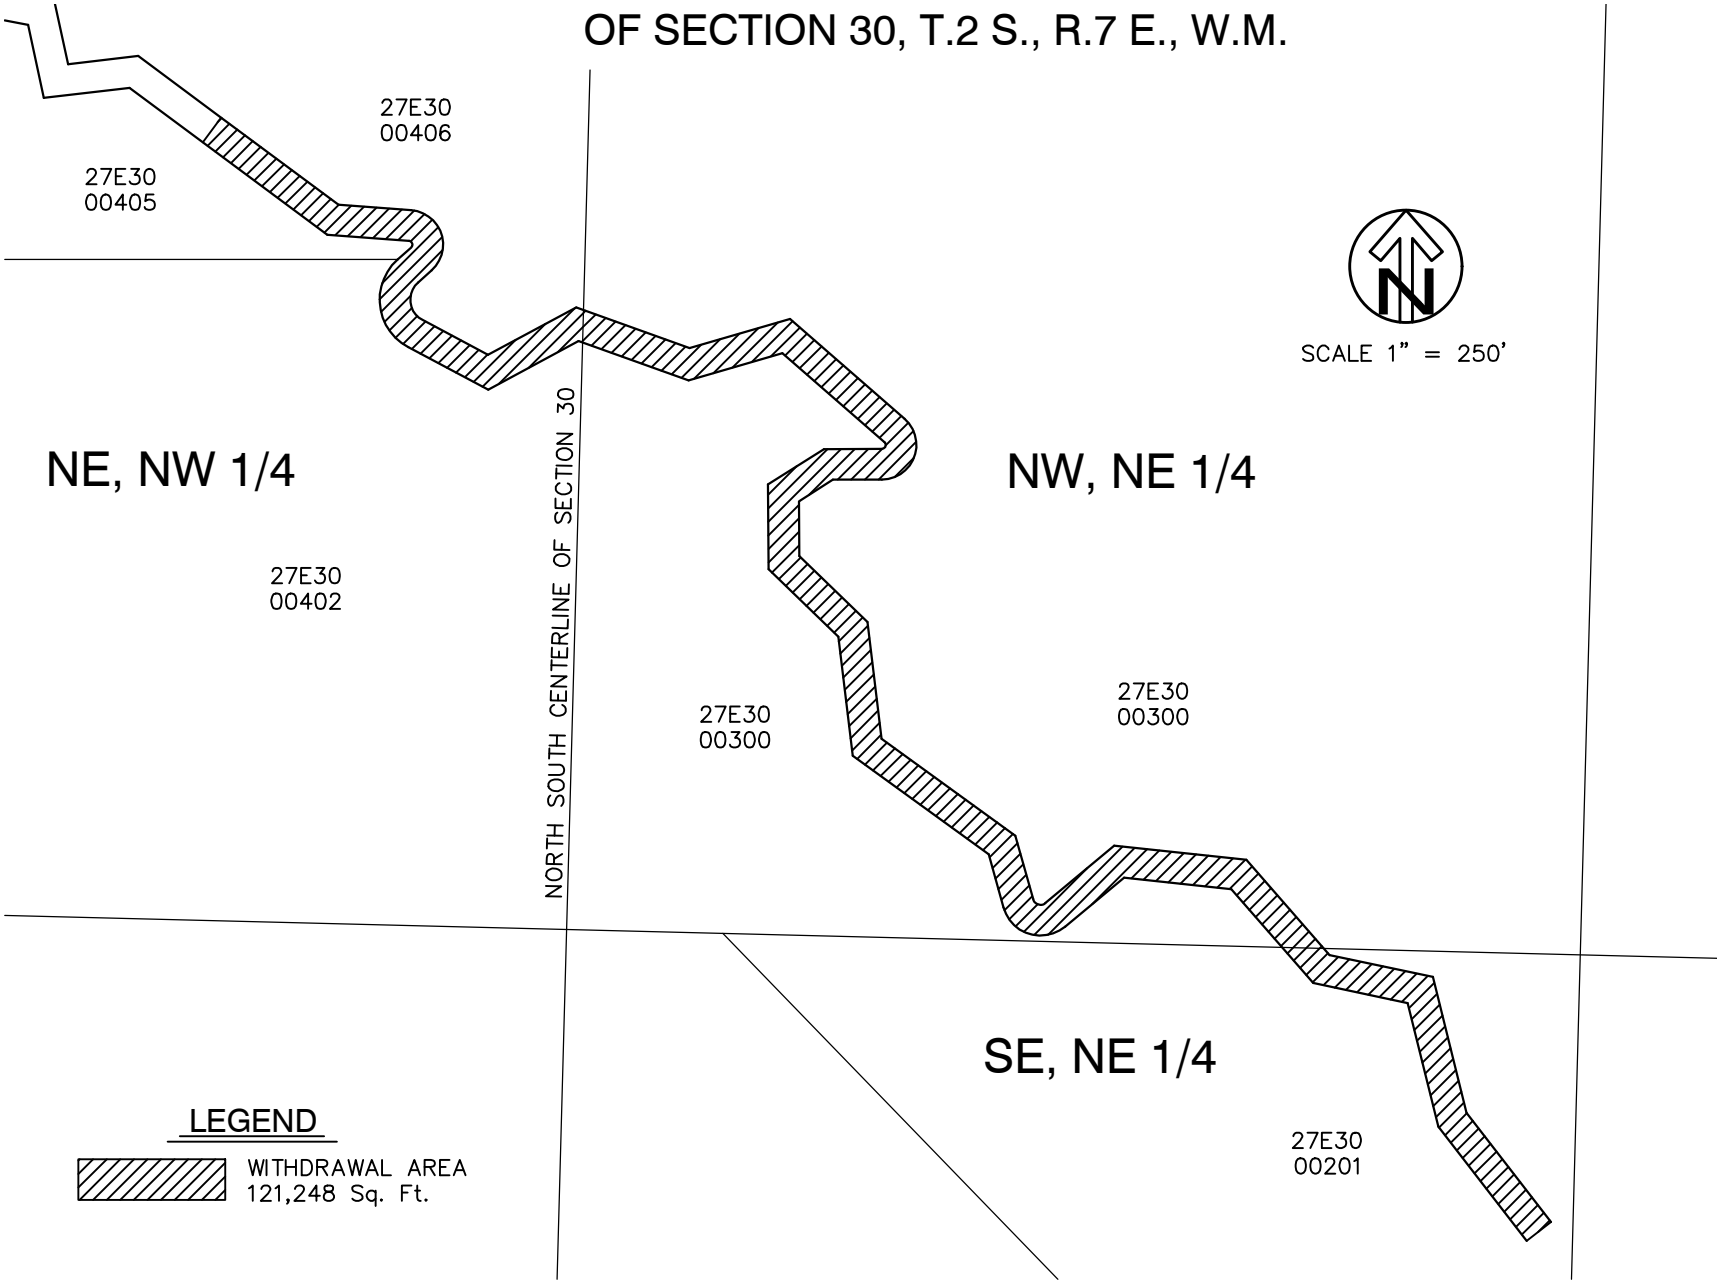 OF SECTION 30, T.2 S., R.7 E., W.M.
27E30
00406
27E30
00405
N
SCALE 1” = 250’
NE, NW 1/4
NORTH SOUTH CENTERLINE OF SECTION 30
NW, NE 1/4
27E30
00402
27E30
00300
27E30
00300
SE, NE 1/4
LEGEND
WITHDRAWAL AREA
121,248 Sq. Ft.
27E30
00201